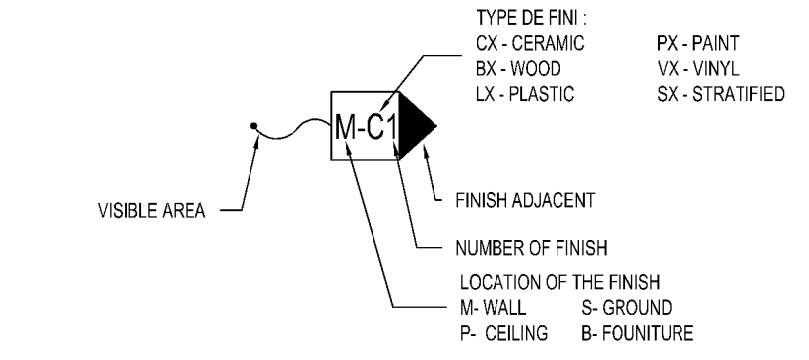 TYPE DE FINI :
CX - CERAMIC PX - PAINT
BX - WOOD VX - VINYL
LX - PLASTIC SX - STRATIFIED
M-C1
VISIBLE AREA
FINISH ADJACENT
NUMBER OF FINISH
LOCATION OF THE FINISH
M- WALL S- GROUND
P- CEILING B- FOUNITURE